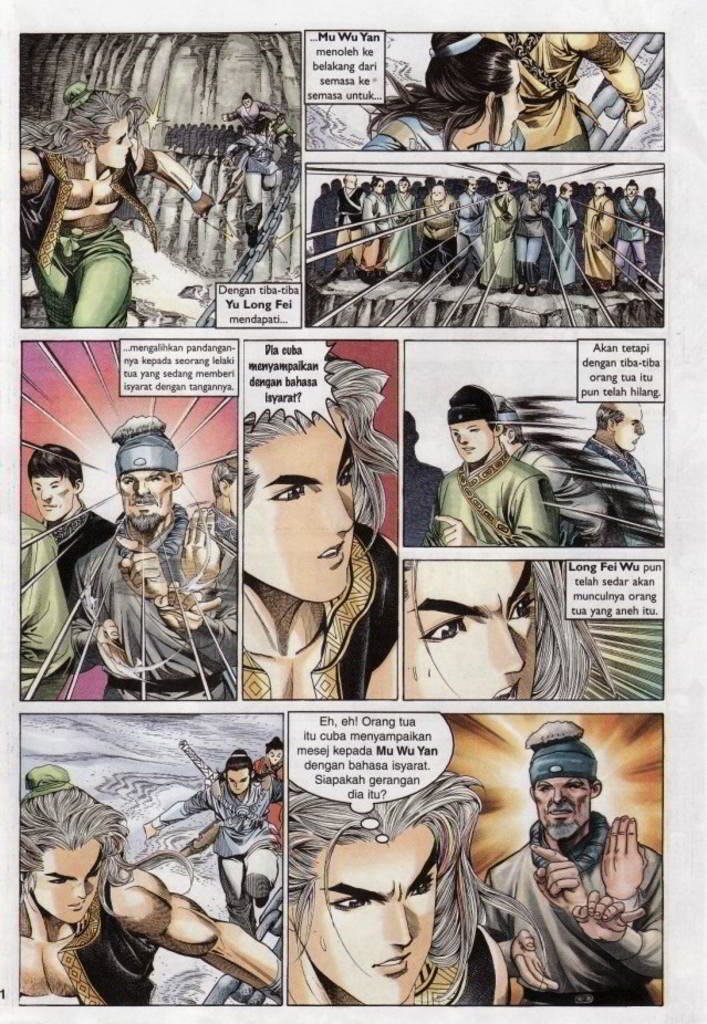 Dengan tiba-tiba
Yu Long Fei
mendapati...
...Mu Wu Yan
menoleh ke
belakang dari
semasa ke
semasa untuk...
...mengalihkan pandangan-
nya kepada seorang lelaki
tua yang sedang memberi
isyarat dengan tangannya.
Dia cuba
menyampaikan
dengan bahasa
isyarat?
Akan tetapi
dengan tiba-tiba
orang tua itu
pun telah hilang.
Long Fei Wu pun
telah sedar akan
munculnya orang
tua yang aneh itu.
Eh, eh! Orang tua
itu cuba menyampaikan
mesej kepada Mu Wu Yan
dengan bahasa isyarat.
Siapakah gerangan
dia itu?
1